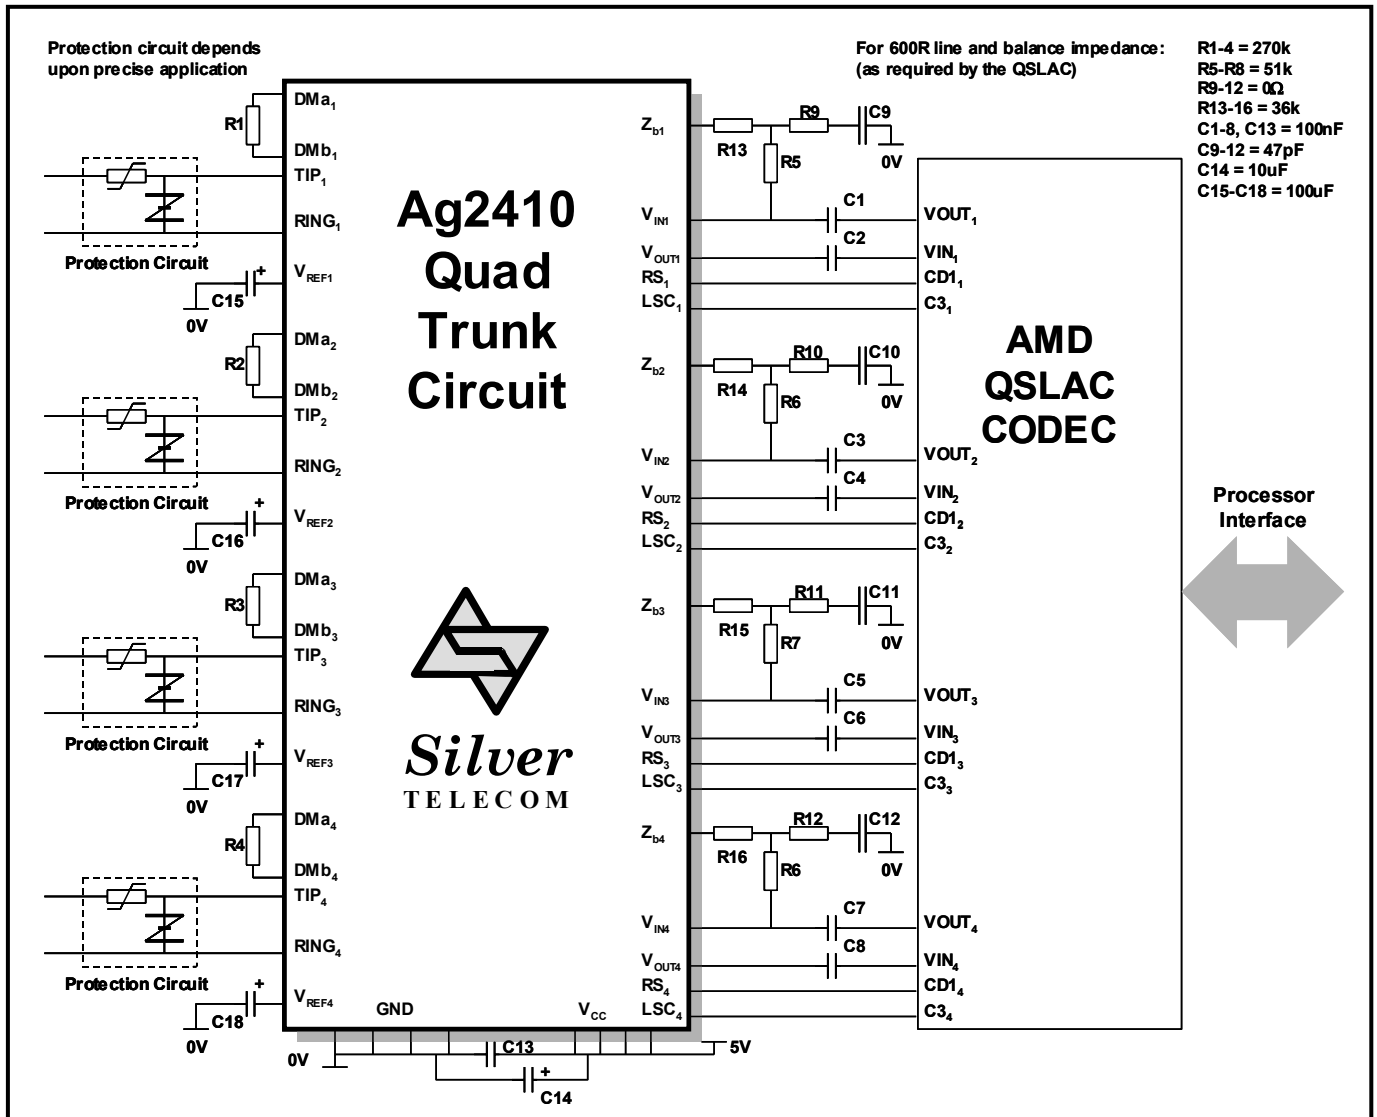 Protection circuit depends
upon precise application
For 600R line and balance impedance:
(as required by the QSLAC)
R1-4 = 270k
R5-R8 = 51k
R9-12 = 0Ω
R13-16 = 36k
C1-8, C13 = 100nF
C9-12 = 47pF
C14 = 10uF
C15-C18 = 100uF
Ag2410
Quad
Trunk
Circuit
Silver
TELECOM
AMD
QSLAC
CODEC
Processor
Interface
R1
DMa1
DMb1
TIP1
RING1
Protection Circuit
VREF1
+
C15
0V
R2
DMa2
DMb2
TIP2
RING2
Protection Circuit
VREF2
+
C16
0V
R3
DMa3
DMb3
TIP3
RING3
Protection Circuit
VREF3
+
C17
0V
R4
DMa4
DMb4
TIP4
RING4
Protection Circuit
VREF4
+
C18
0V
Zb1
R13
R9
C9
0V
R5
VIN1
C1
VOUT1
VOUT1
C2
VIN1
RS1
CD11
LSC1
C31
Zb2
R14
R10
C10
0V
R6
VIN2
C3
VOUT2
VOUT2
C4
VIN2
RS2
CD12
LSC2
C32
Zb3
R15
R11
C11
0V
R7
VIN3
C5
VOUT3
VOUT3
C6
VIN3
RS3
CD13
LSC3
C33
Zb4
R16
R12
C12
0V
R6
VIN4
C7
VOUT4
VOUT4
C8
VIN4
RS4
CD14
LSC4
C34
GND
VCC
0V
C13
5V
+
C14